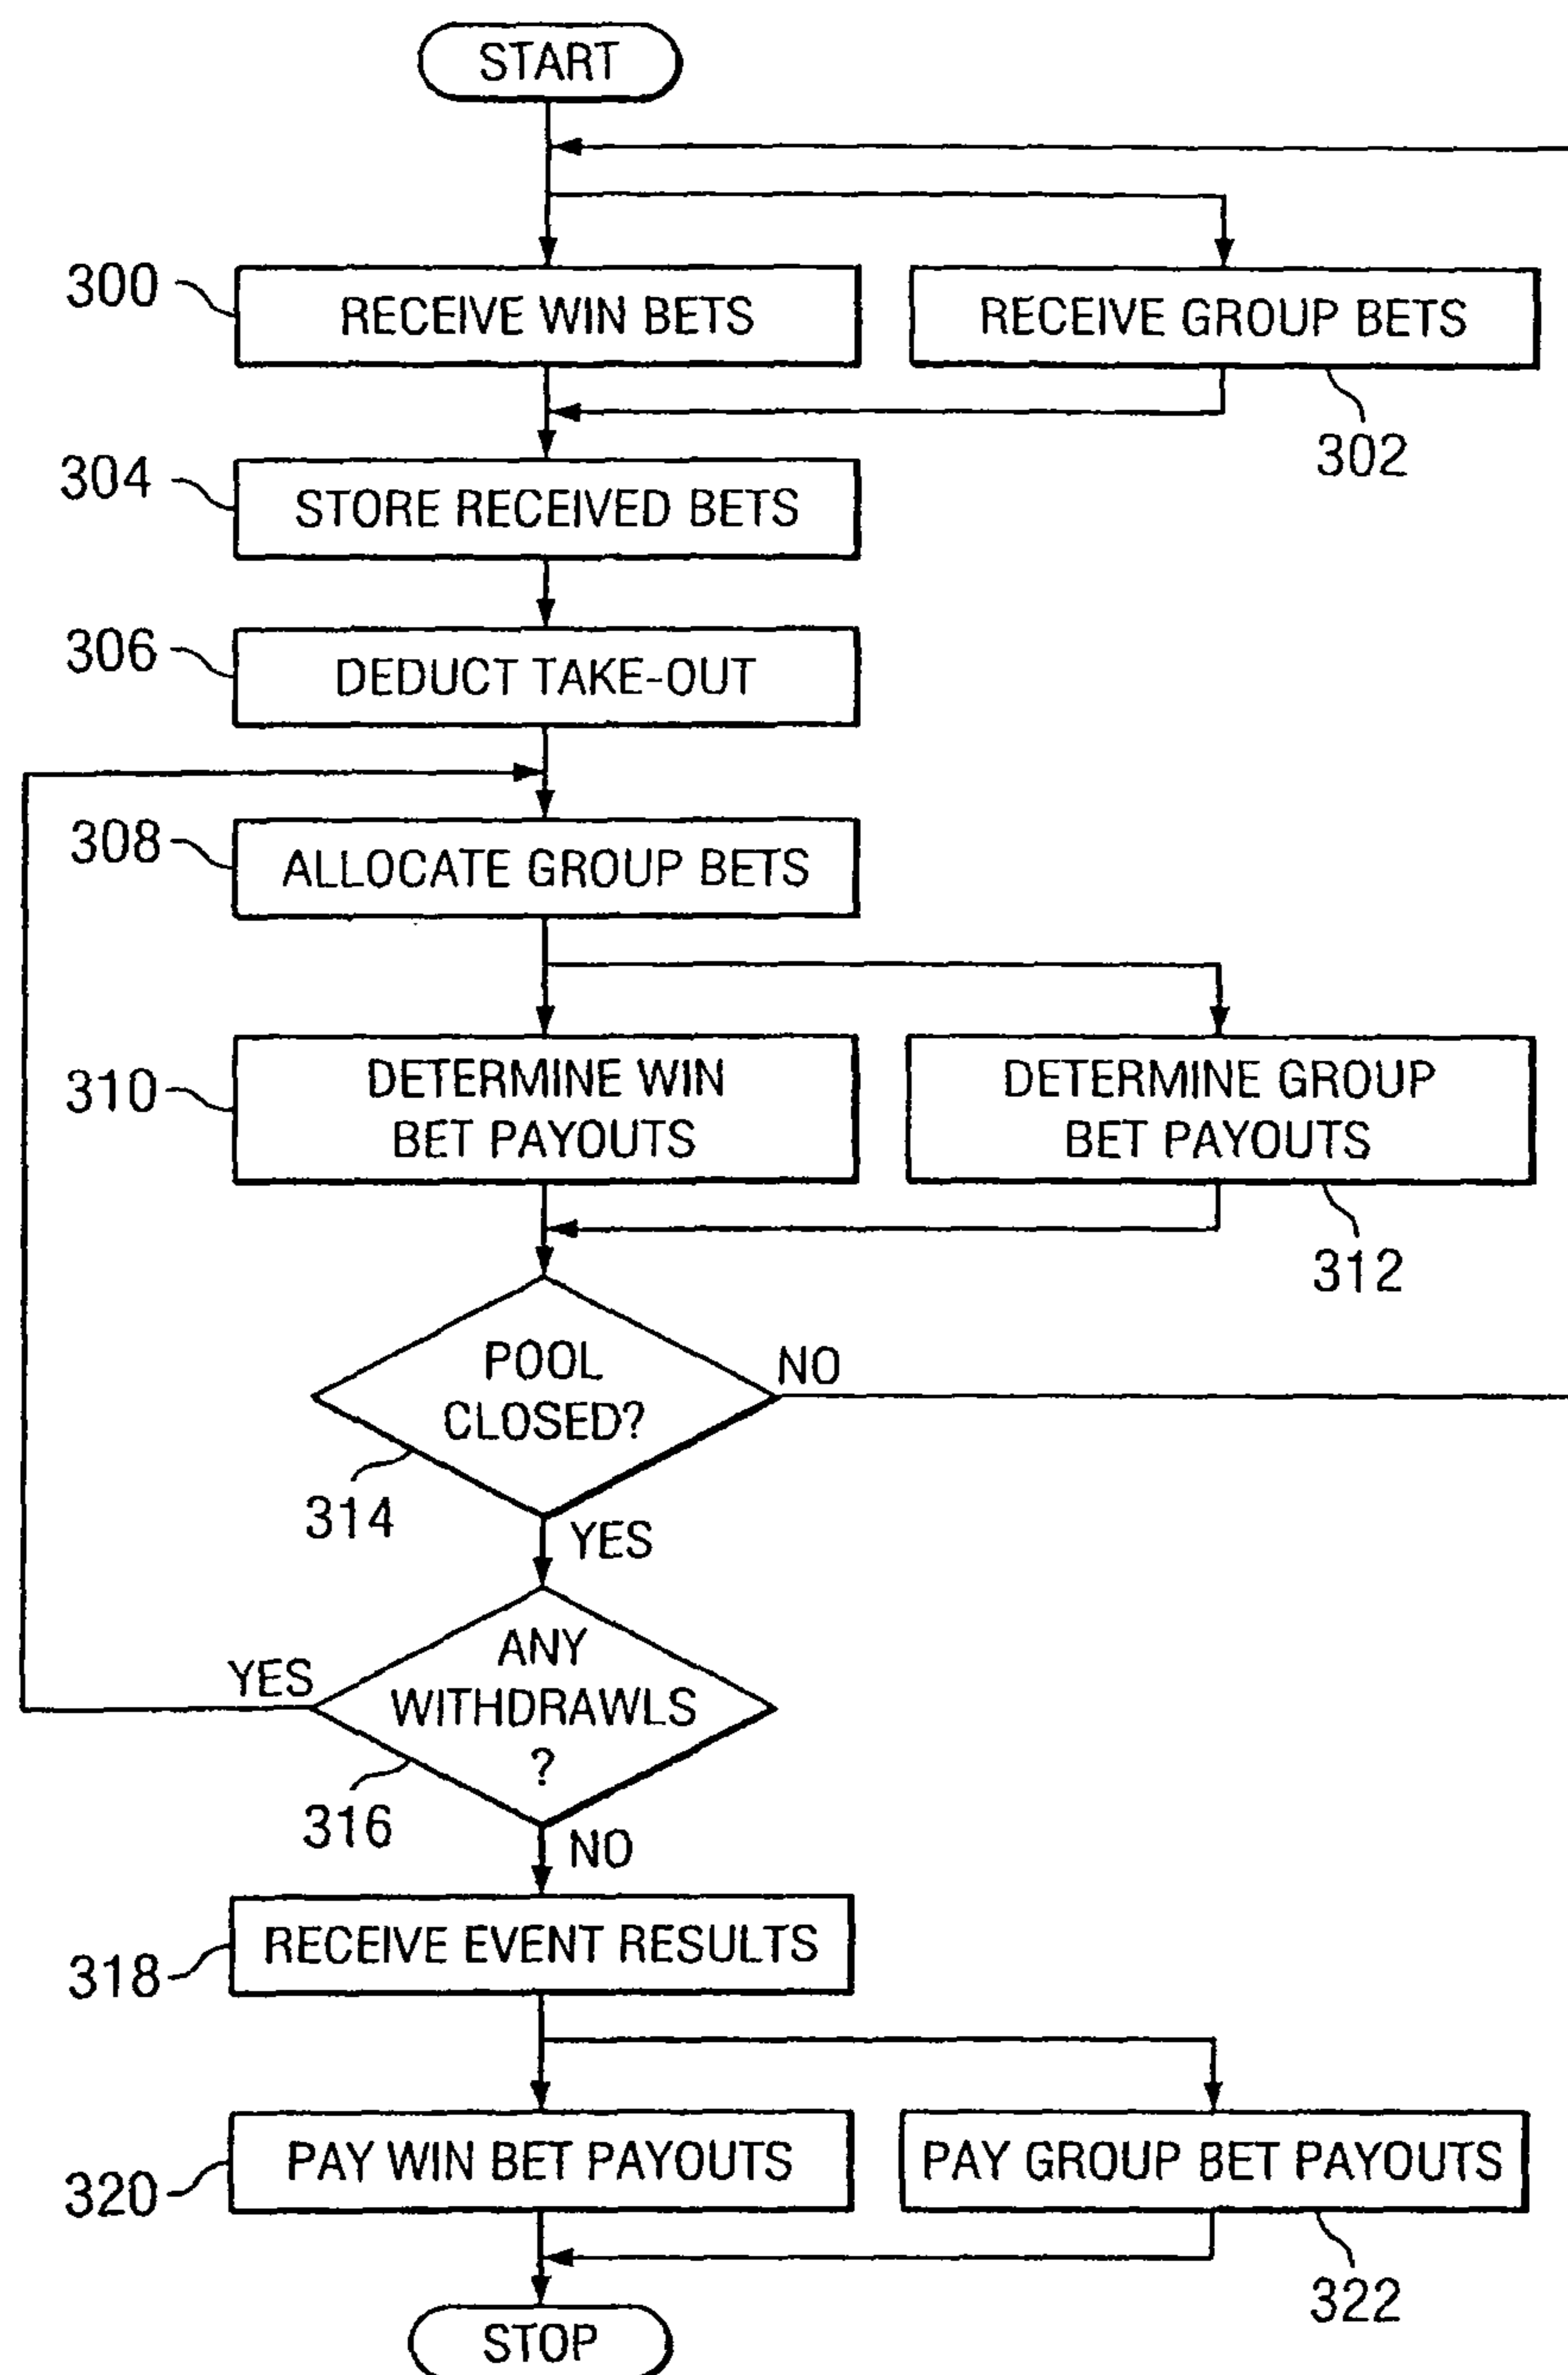 START
300
RECEIVE WIN BETS
RECEIVE GROUP BETS
302
304
STORE RECEIVED BETS
306
DEDUCT TAKE-OUT
308
ALLOCATE GROUP BETS
310
DETERMINE WIN
BET PAYOUTS
DETERMINE GROUP
BET PAYOUTS
312
POOL
CLOSED?
NO
314
YES
ANY
WITHDRAWLS
?
YES
316
NO
318
RECEIVE EVENT RESULTS
320
PAY WIN BET PAYOUTS
PAY GROUP BET PAYOUTS
322
STOP